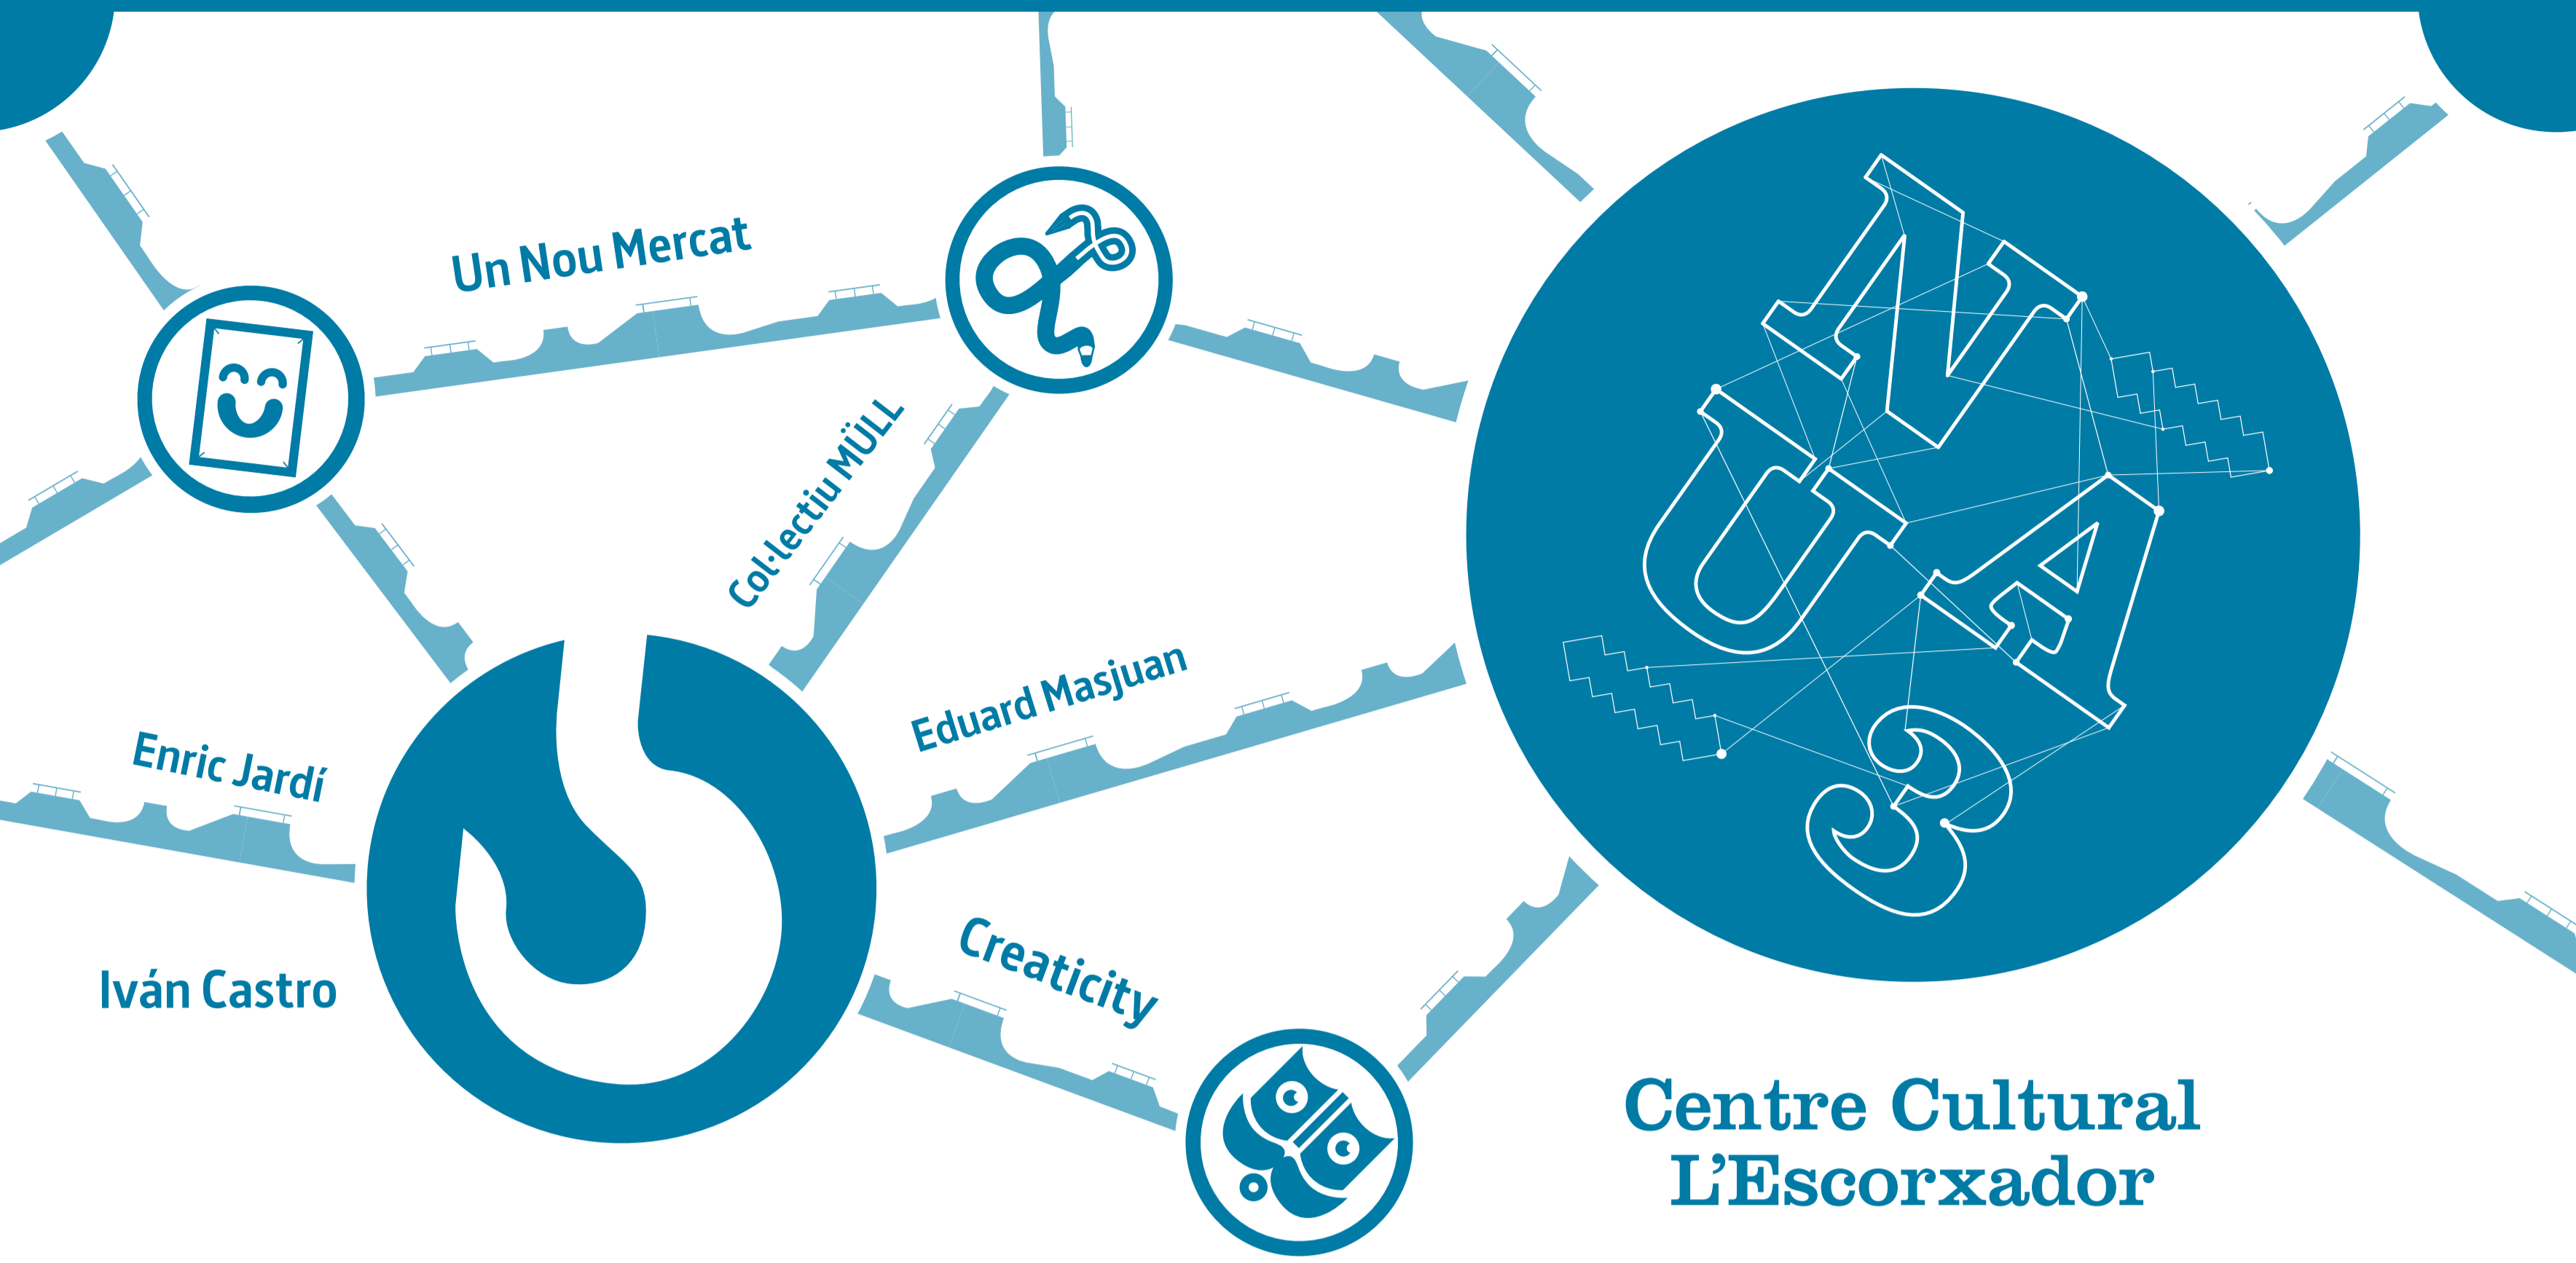 Un Nou Mercat
Col·lectiu MÜLL
Enric Jardí
Eduard Masjuan
Iván Castro
Creaticity
NUA3
Centre Cultural
L'Escorxador